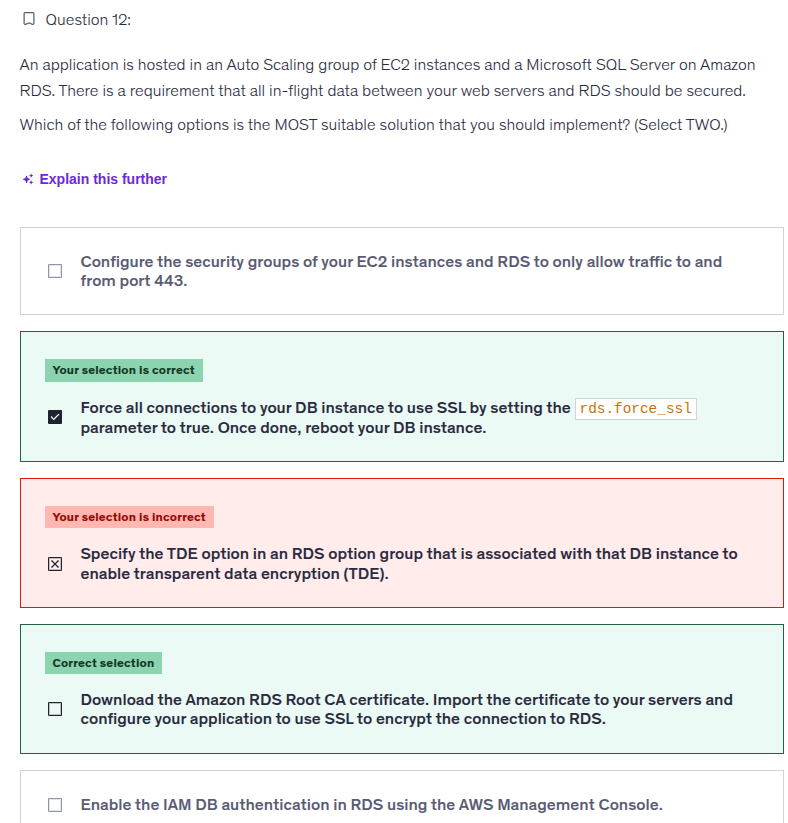 Question 12:
An application is hosted in an Auto Scaling group of EC2 instances and a Microsoft SQL Server on Amazon
RDS. There is a requirement that all in-flight data between your web servers and RDS should be secured.
Which of the following options is the MOST suitable solution that you should implement? (Select TWO.)
Explain this further
Configure the security groups of your EC2 instances and RDS to only allow traffic to and
from port 443.
Your selection is correct
Force all connections to your DB instance to use SSL by setting the rds.force_ssl
parameter to true. Once done, reboot your DB instance.
Your selection is incorrect
Specify the TDE option in an RDS option group that is associated with that DB instance to
enable transparent data encryption (TDE).
Correct selection
Download the Amazon RDS Root CA certificate. Import the certificate to your servers and
configure your application to use SSL to encrypt the connection to RDS.
Enable the IAM DB authentication in RDS using the AWS Management Console.